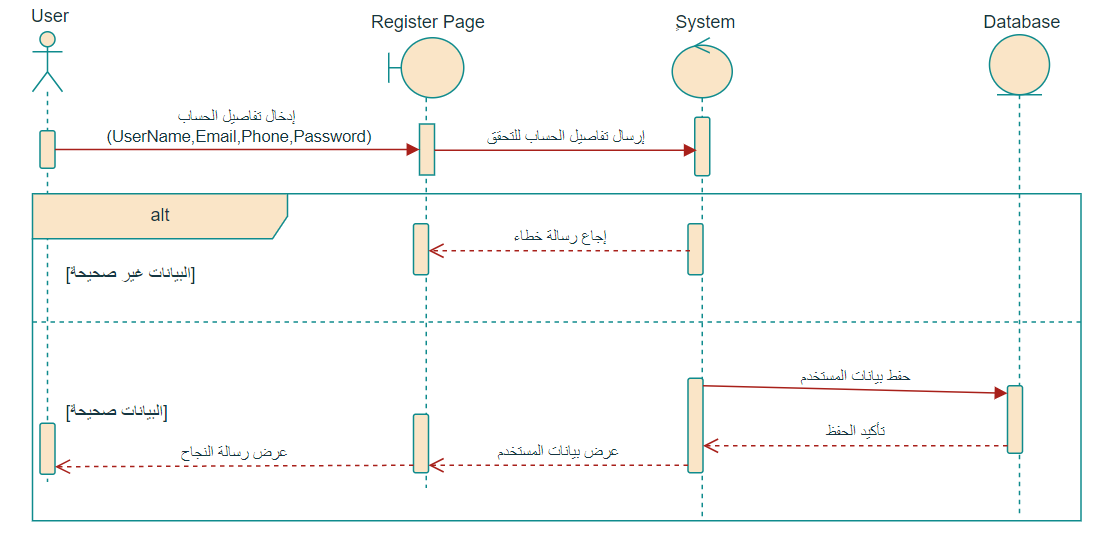 User
Register Page
System
Database
إدخال تفاصيل الحساب
(UserName,Email,Phone,Password)
إرسال تفاصيل الحساب للتحقق
alt
إجاع رسالة خطاء
[البيانات غير صحيحة]
حفط بيانات المستخدم
[البيانات صحيحة]
تأكيد الحفظ
عرض بيانات المستخدم
عرض رسالة النجاح